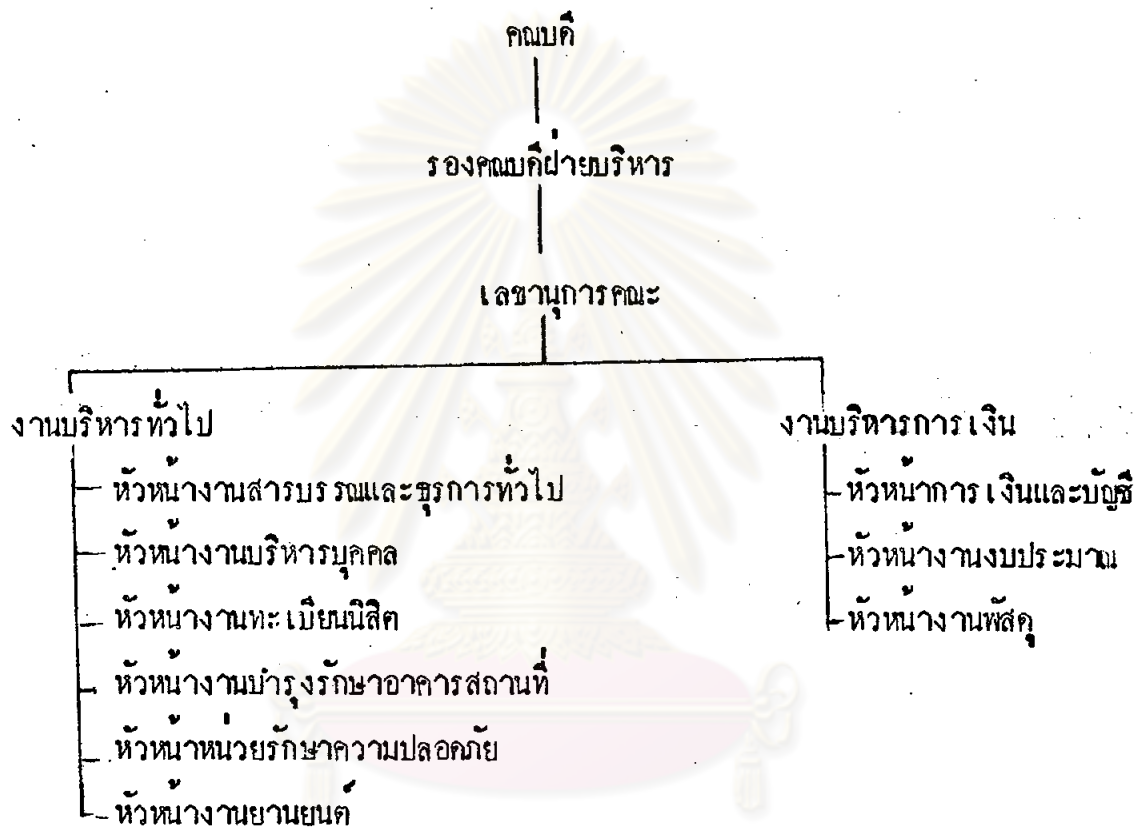 คณบดี
รองคณบดีฝ่ายบริหาร
เลขานุการคณะ
งานบริหารทั่วไป
หัวหน้างานสารบรรณและธุรการทั่วไป
หัวหน้างานบริหารบุคคล
หัวหน้างานทะเบียนนิสิต
หัวหน้างานบำรุงรักษาอาคารสถานที่
หัวหน้าหน่วยรักษาความปลอดภัย
หัวหน้างานยานยนต์
งานบริหารการเงิน
หัวหน้าการเงินและบัญชี
หัวหน้างานงบประมาณ
หัวหน้างานพัสดุ